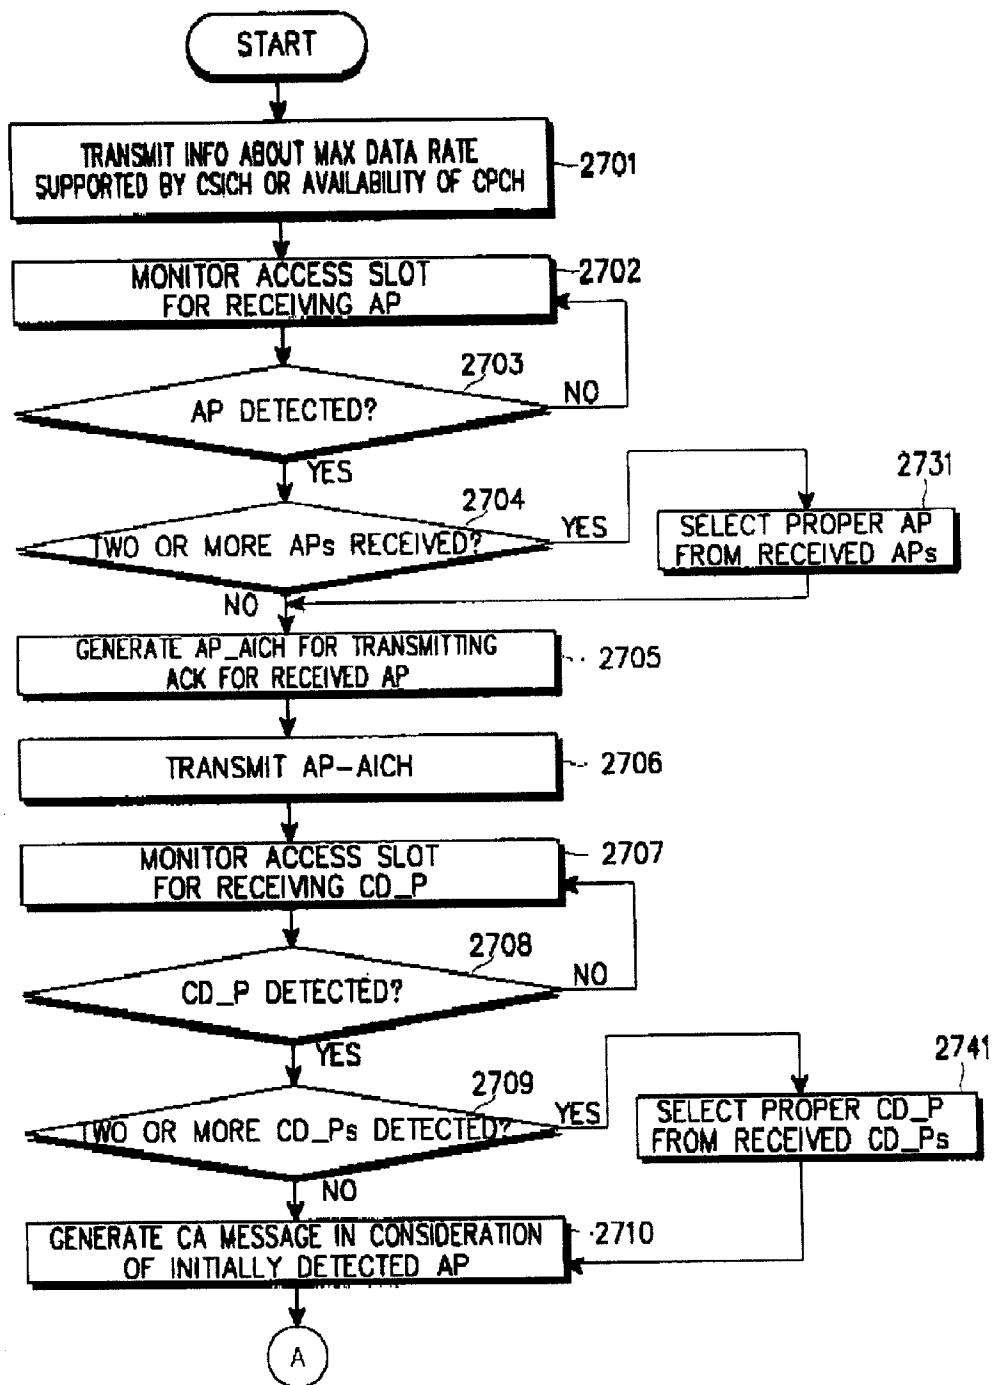 START
TRANSMIT INFO ABOUT MAX DATA RATE
SUPPORTED BY CSICH OR AVAILABILITY OF CPCH
2701
MONITOR ACCESS SLOT
FOR RECEIVING AP
2702
AP DETECTED?
2703
NO
YES
TWO OR MORE APs RECEIVED?
2704
YES
2731
SELECT PROPER AP
FROM RECEIVED APs
NO
GENERATE AP_AICH FOR TRANSMITTING
ACK FOR RECEIVED AP
2705
TRANSMIT AP-AICH
2706
MONITOR ACCESS SLOT
FOR RECEIVING CD_P
2707
CD_P DETECTED?
2708
NO
YES
TWO OR MORE CD_Ps DETECTED?
2709
YES
2741
SELECT PROPER CD_P
FROM RECEIVED CD_Ps
NO
GENERATE CA MESSAGE IN CONSIDERATION
OF INITIALLY DETECTED AP
2710
A